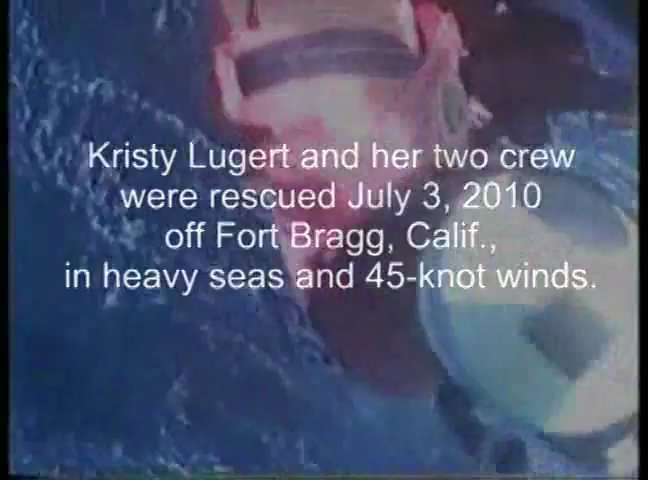 Kristy Lugert and her two crew
were rescued July 3, 2010
off Fort Bragg, Calif.,
in heavy seas and 45-knot winds.